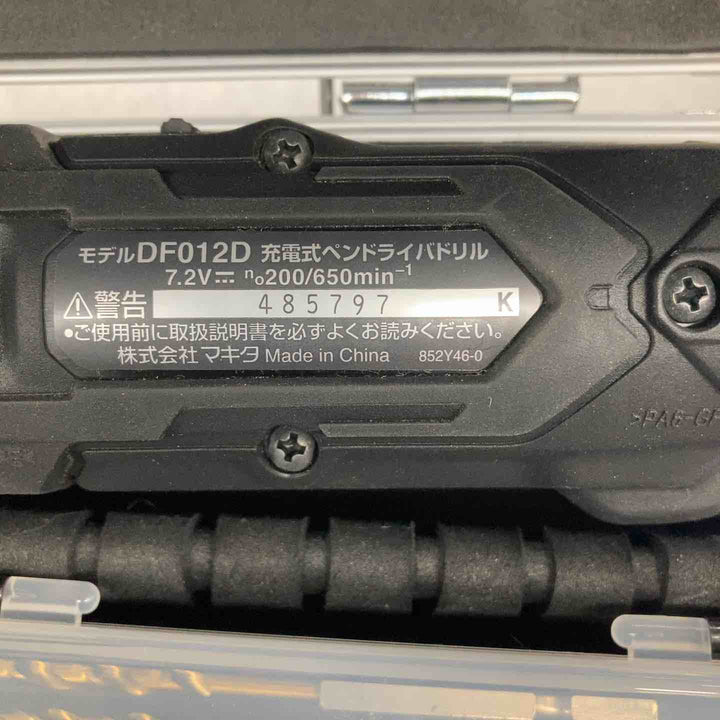 モデルDF012D 充電式ペンドライバドリル
7.2V⎓ n₀200/650min⁻¹
⚠警告 485797 K
•ご使用前に取扱説明書を必ずよくお読みください。
株式会社マキタ Made in China 852Y46-0
>PA6-GF